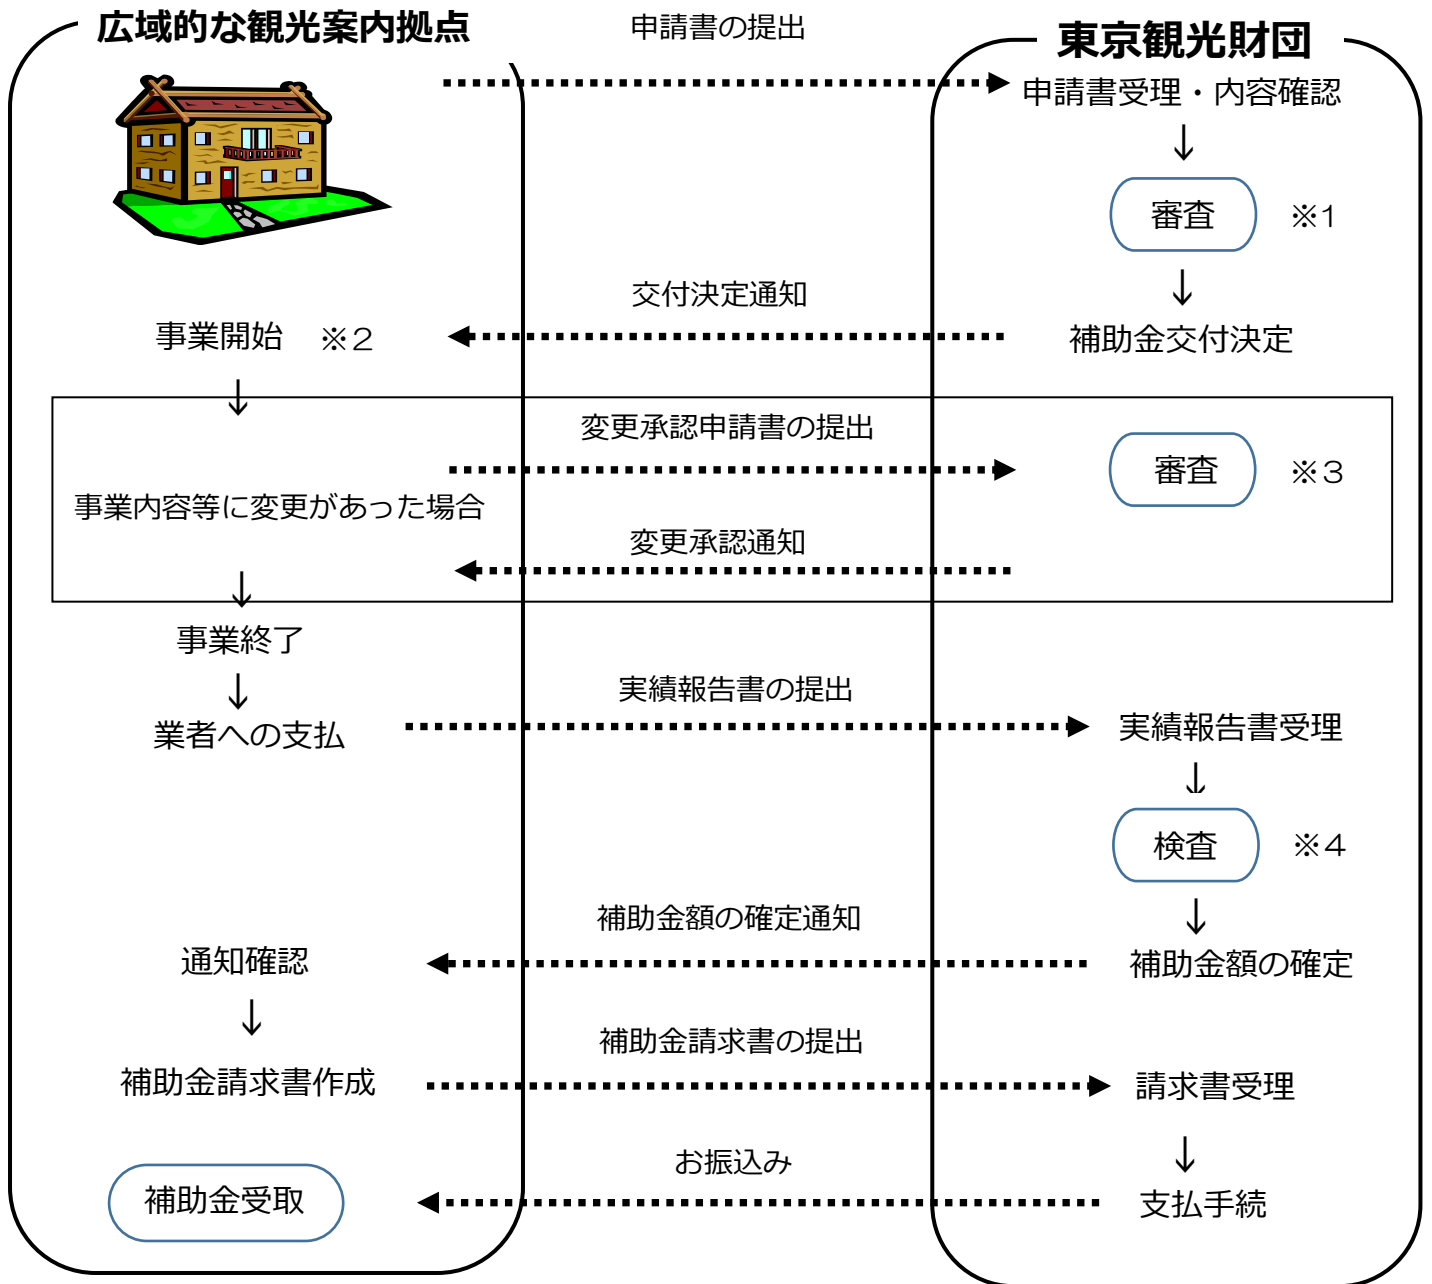 広域的な観光案内拠点
申請書の提出
東京観光財団
申請書受理・内容確認
↓
審査 ※1
↓
交付決定通知
事業開始 ※2
補助金交付決定
↓
変更承認申請書の提出
審査 ※3
事業内容等に変更があった場合
変更承認通知
↓
事業終了
↓
実績報告書の提出
業者への支払
実績報告書受理
↓
検査 ※4
↓
補助金額の確定通知
通知確認
補助金額の確定
↓
補助金請求書の提出
補助金請求書作成
請求書受理
↓
お振込み
補助金受取
支払手続